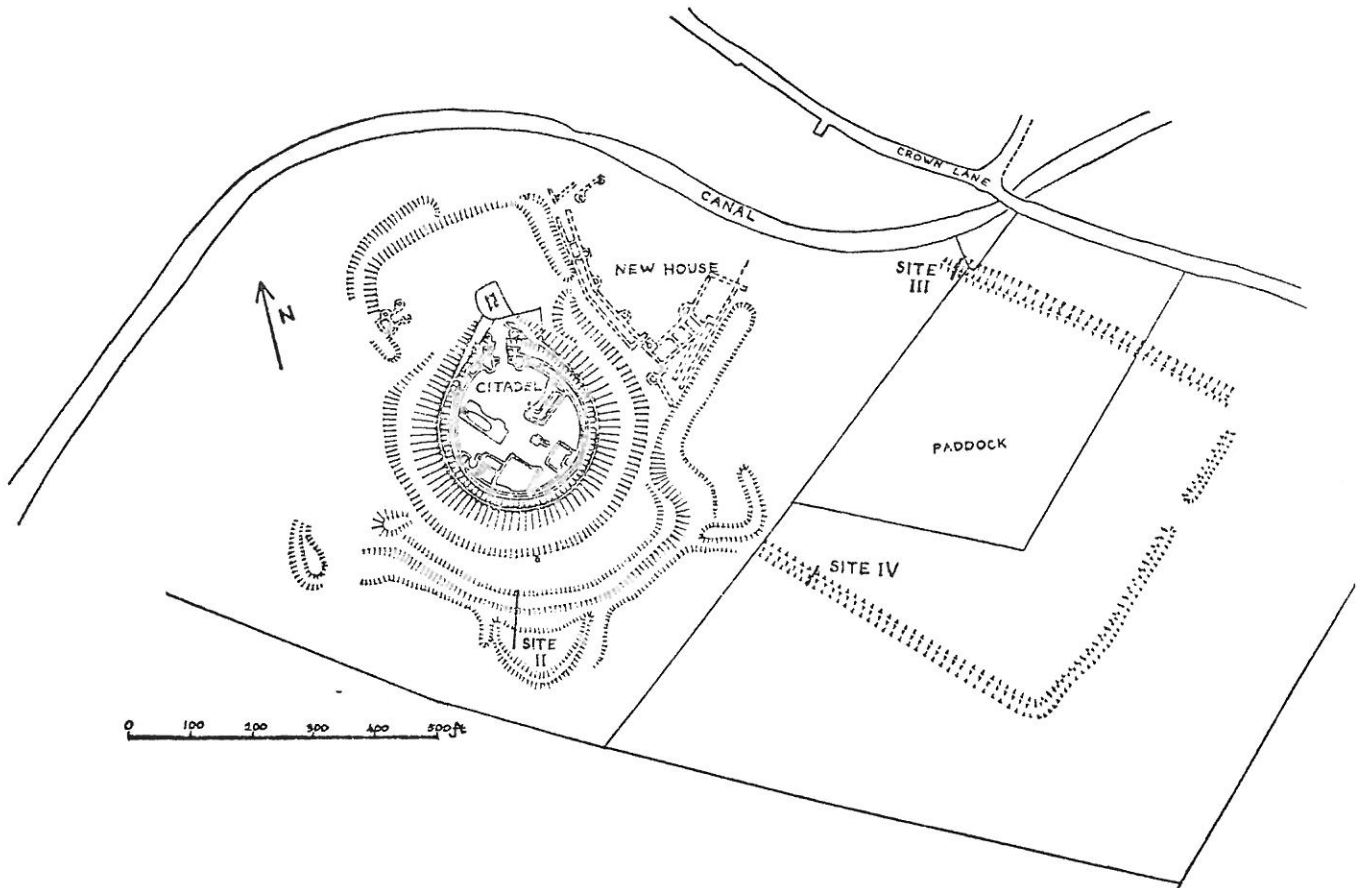 CROWN LANE
CANAL
NEW HOUSE
SITE
III
N
CITADEL
PADDOCK
SITE IV
SITE
II
0 100 200 300 400 500ft